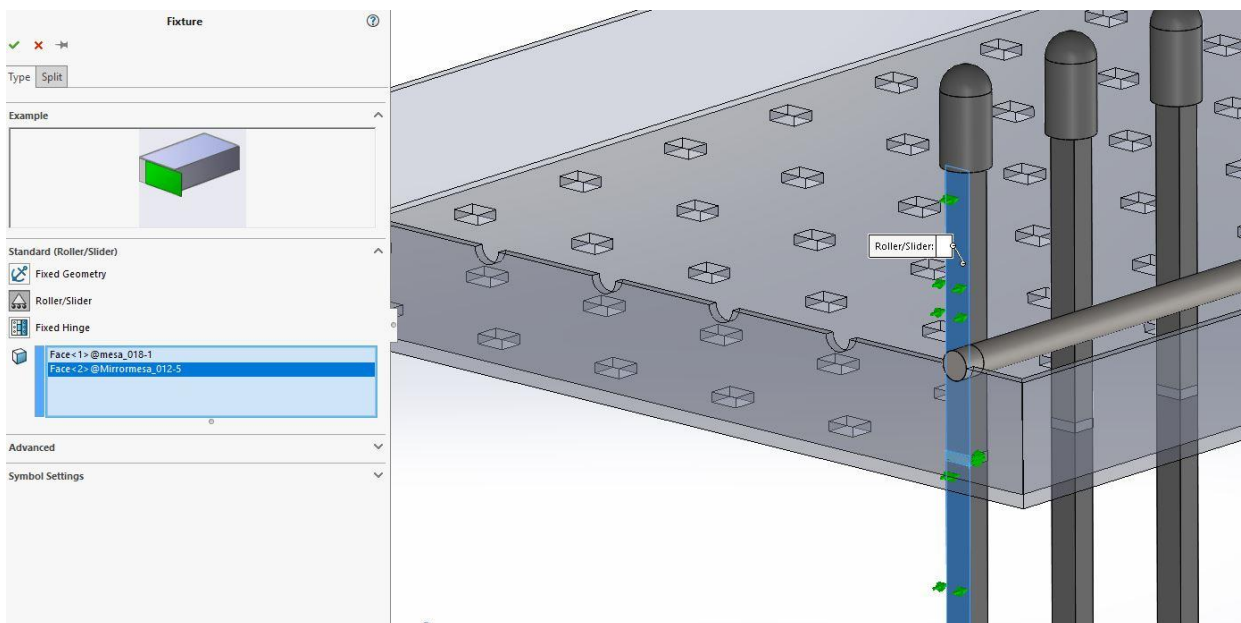 Fixture
Type Split
Example
Standard (Roller/Slider)
Fixed Geometry
Roller/Slider
Fixed Hinge
Face<1>@mesa_018-1
Face<2>@Mirrormesa_012-5
Advanced
Symbol Settings
Roller/Slider: